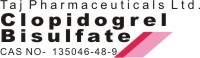 Taj Pharmaceuticals Ltd.
Clopidogrel
Bisulfate
CAS NO- 135046-48-9